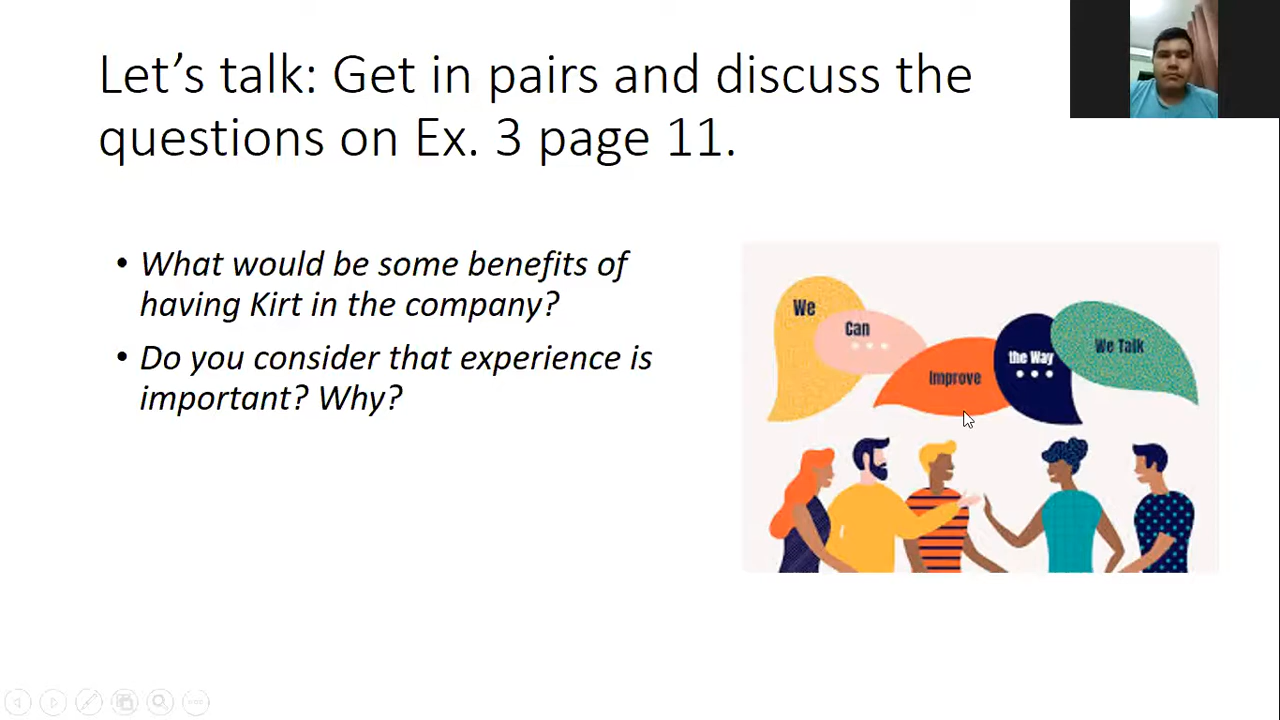 Let’s talk: Get in pairs and discuss the
questions on Ex. 3 page 11.
• What would be some benefits of
having Kirt in the company?
• Do you consider that experience is
important? Why?
We
Can
Improve
the Way
We Talk